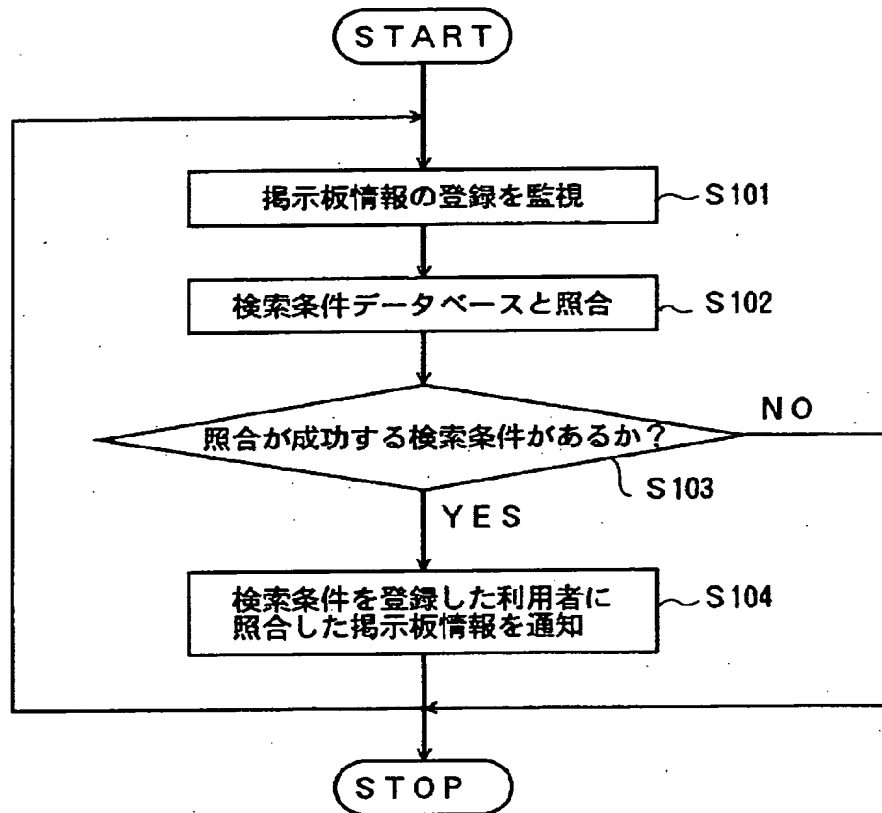 START
掲示板情報の登録を監視
S101
検索条件データベースと照合
S102
照合が成功する検索条件があるか?
NO
S103
YES
検索条件を登録した利用者に
照合した掲示板情報を通知
S104
STOP